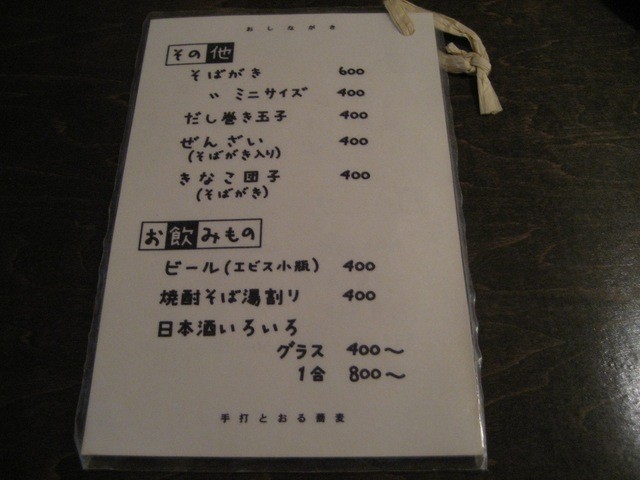 おしながき
その他
そばがき 600
〃 ミニサイズ 400
だし巻き玉子 400
ぜんざい 400
(そばがき入り)
きなこ団子 400
(そばがき)
お飲みもの
ビール(エビス小瓶) 400
焼酎そば湯割り 400
日本酒いろいろ
グラス 400〜
1合 800〜
手打とおる蕎麦